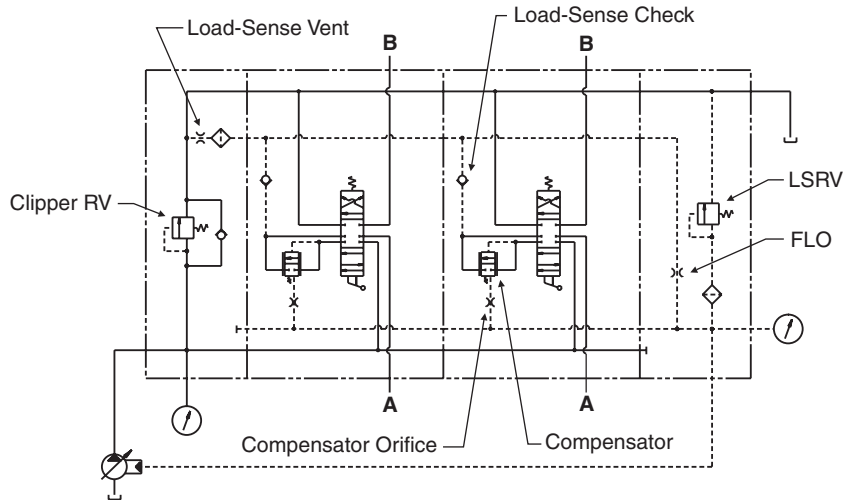 Load-Sense Vent
B
B
Load-Sense Check
Clipper RV
LSRV
FLO
A
A
Compensator Orifice
Compensator